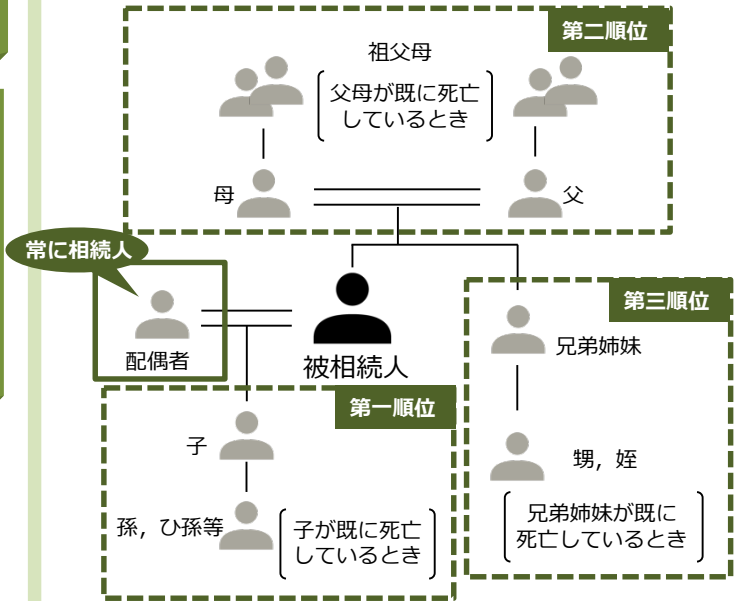 第二順位
祖父母
父母が既に死亡
しているとき
母
父
常に相続人
配偶者
被相続人
第三順位
兄弟姉妹
甥，姪
兄弟姉妹が既に
死亡しているとき
第一順位
子
孫，ひ孫等
子が既に死亡
しているとき